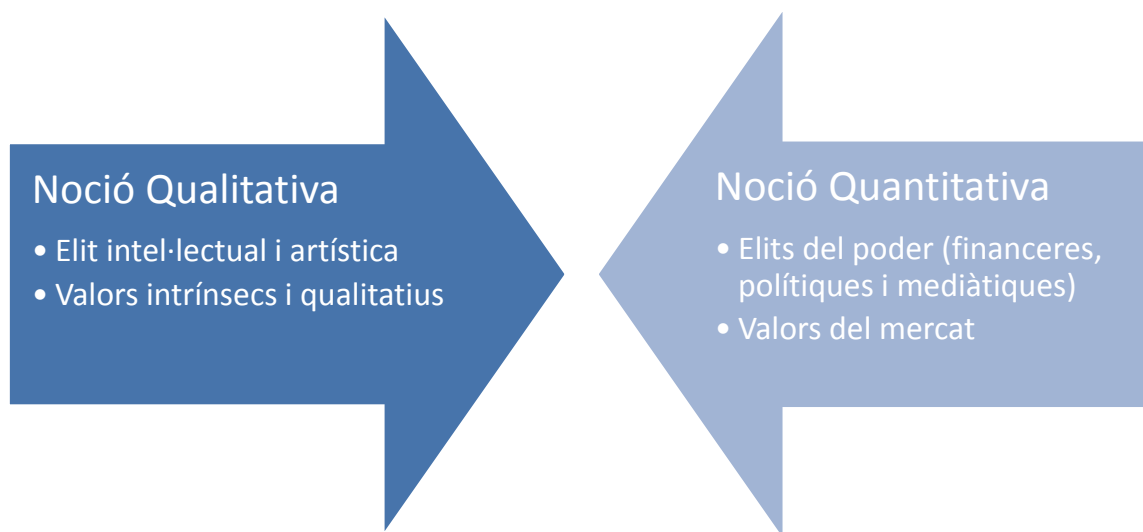 Noció Qualitativa
• Elit intel·lectual i artística
• Valors intrínsecs i qualitatius
Noció Quantitativa
• Elits del poder (financeres,
polítiques i mediàtiques)
• Valors del mercat